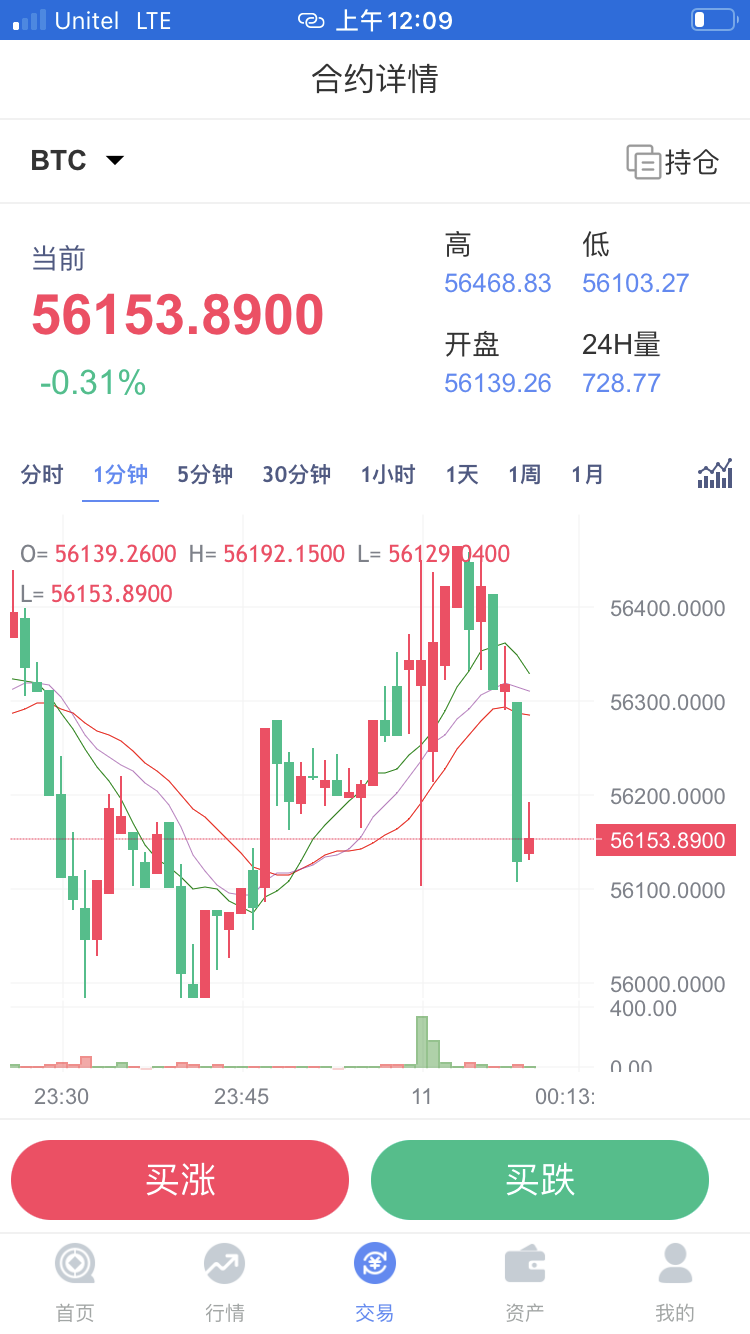 Unitel LTE 上午12:09
合约详情
BTC 持仓
当前
56153.8900
-0.31%
高 低
56468.83 56103.27
开盘 24H量
56139.26 728.77
分时 1分钟 5分钟 30分钟 1小时 1天 1周 1月
O= 56139.2600 H= 56192.1500 L= 56129.0400
L= 56153.8900
56400.0000
56300.0000
56200.0000
56153.8900
56100.0000
56000.0000
400.00
0.00
23:30 23:45 11 00:13:
买涨 买跌
首页 行情 交易 资产 我的